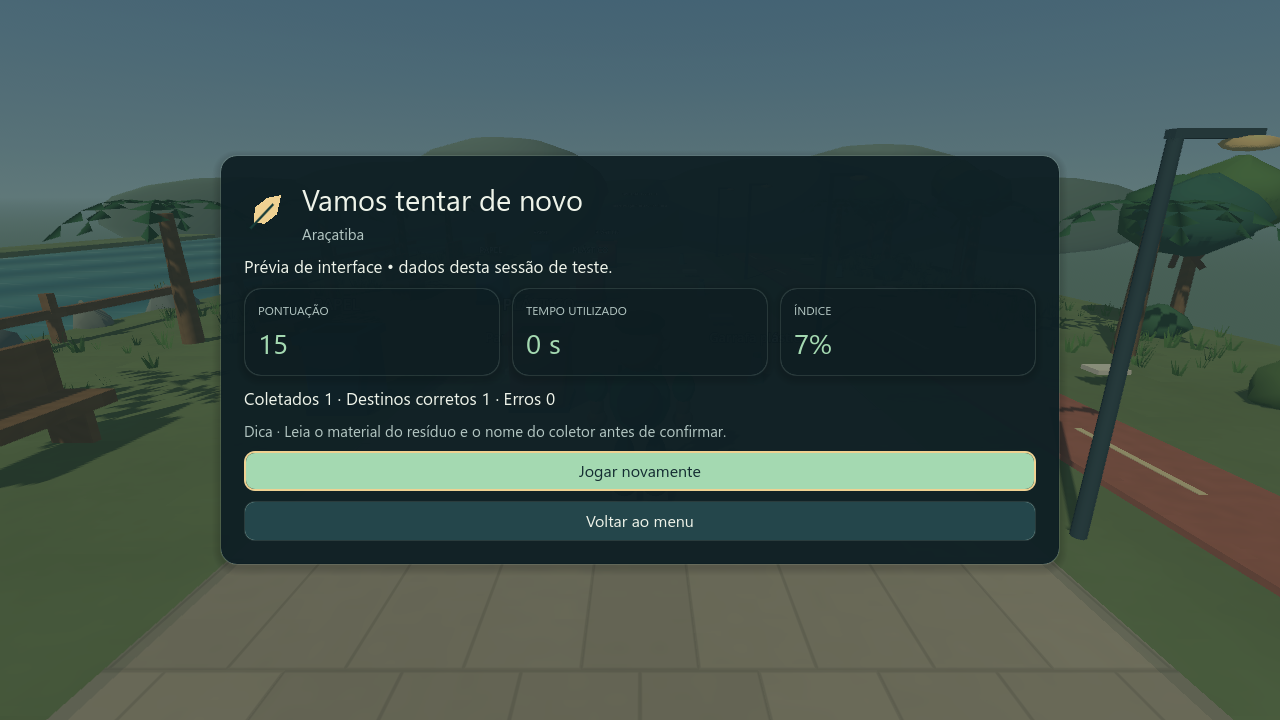 Vamos tentar de novo
Araçatiba
Prévia de interface • dados desta sessão de teste.
PONTUAÇÃO
15
TEMPO UTILIZADO
0 s
ÍNDICE
7%
Coletados 1 · Destinos corretos 1 · Erros 0
Dica · Leia o material do resíduo e o nome do coletor antes de confirmar.
Jogar novamente
Voltar ao menu